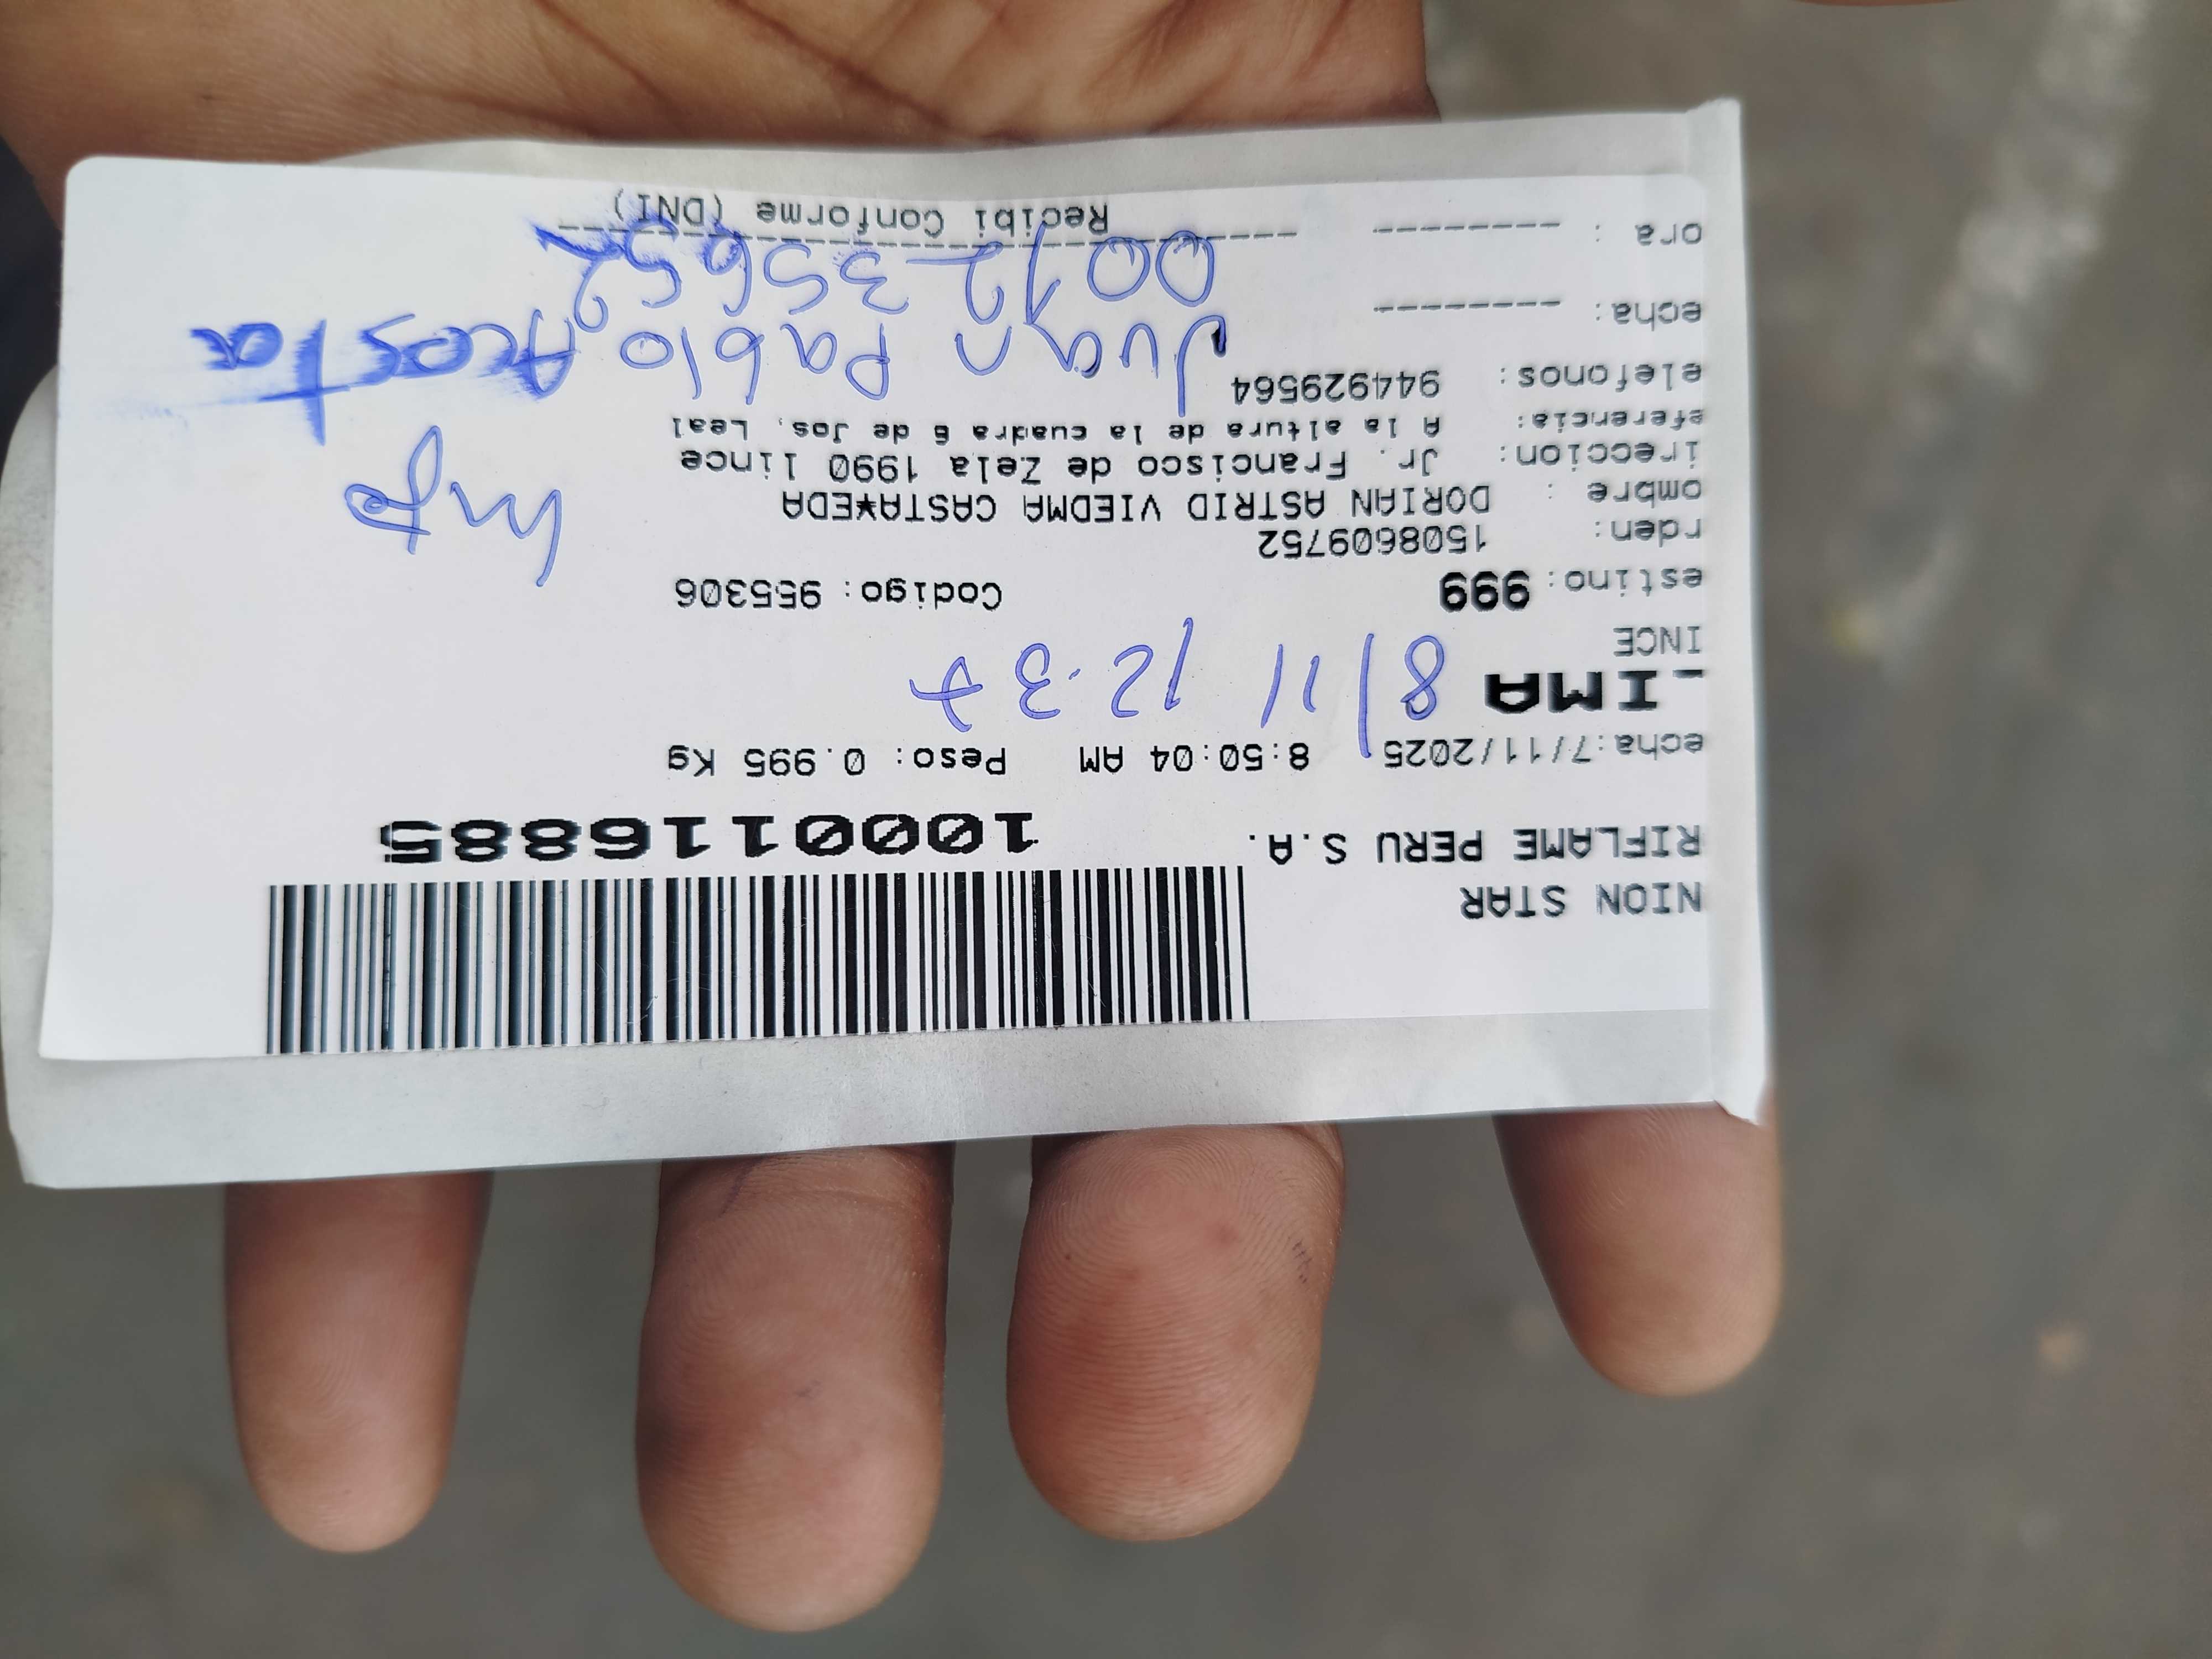 NION STAR
RIFLAME PERU S.A. 1000116885
echa:7/11/2025 8:50:04 AM Peso: 0.995 Kg
IMA 8/11 12:37
INCE
estino: 999 Codigo: 955306
rden: 1508609752
ombre : DORIAN ASTRID VIEDMA CASTA*EDA
ireccion: Jr. Francisco de Zela 1990 lince
eferencia: A la altura de la cuadra 6 de Jos. Leal
elefonos: 944929564
Juan Pablo Acosta
echa: ---------
001235652
ora : ---------
Recibi Conforme (DNI)